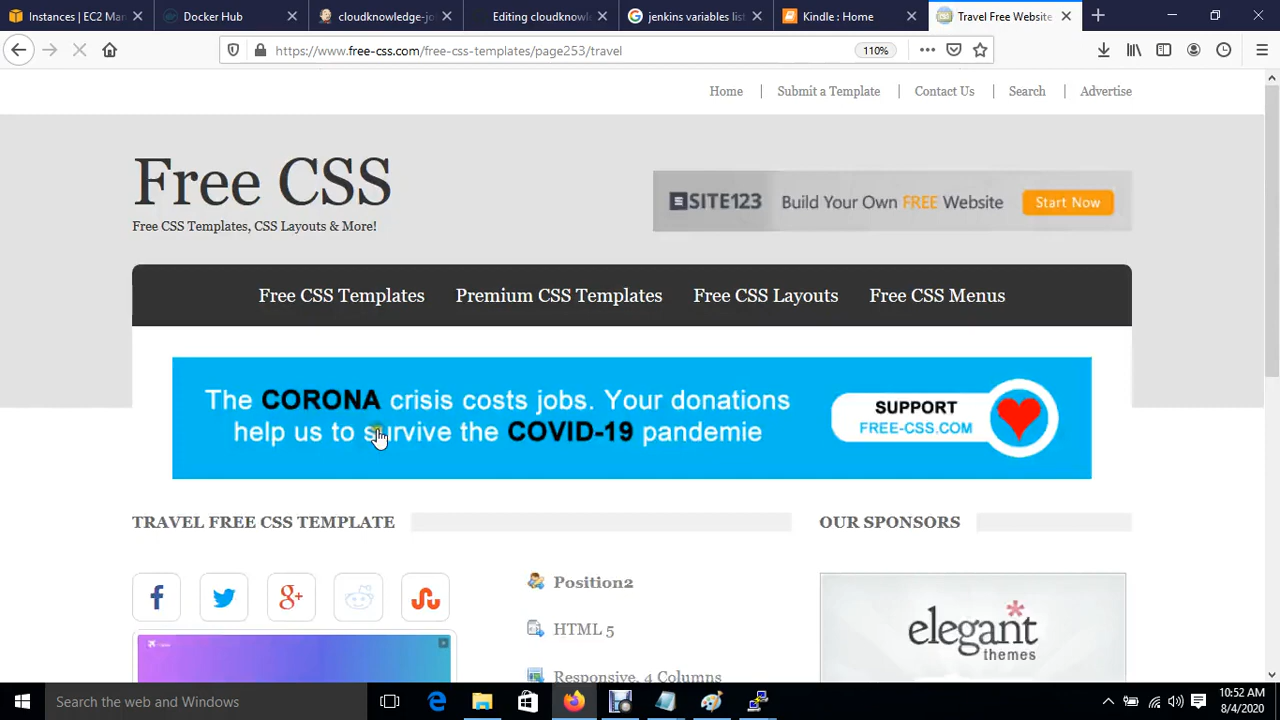 Instances | EC2 Man
Docker Hub
cloudknowledge-jo
Editing cloudknowl
jenkins variables lis
Kindle : Home
Travel Free Website
https://www.free-css.com/free-css-templates/page253/travel
110%
Home
Submit a Template
Contact Us
Search
Advertise
Free CSS
Free CSS Templates, CSS Layouts & More!
SITE123
Build Your Own FREE Website
Start Now
Free CSS Templates
Premium CSS Templates
Free CSS Layouts
Free CSS Menus
The CORONA crisis costs jobs. Your donations
help us to survive the COVID-19 pandemie
SUPPORT
FREE-CSS.COM
TRAVEL FREE CSS TEMPLATE
OUR SPONSORS
Position2
HTML 5
Responsive, 4 Columns
elegant
themes
Search the web and Windows
10:52 AM
8/4/2020